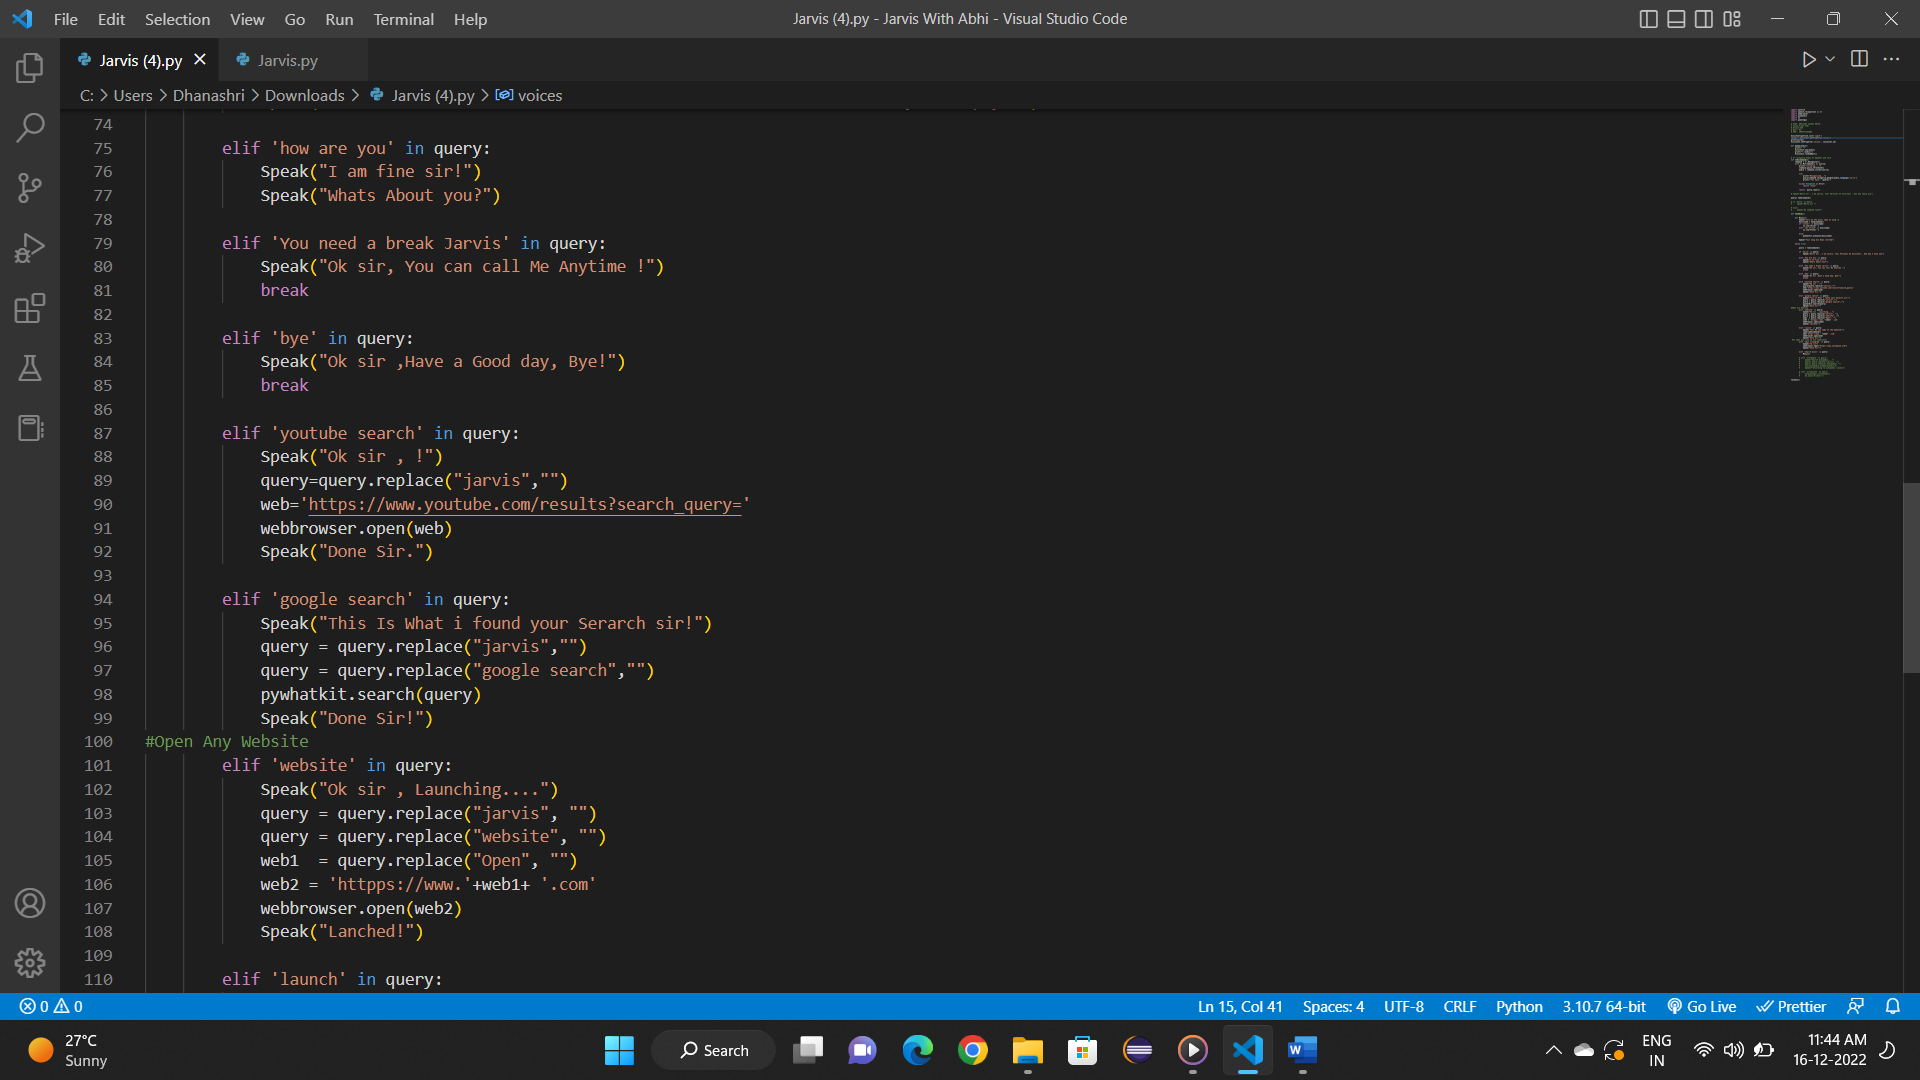 File Edit Selection View Go Run Terminal Help
Jarvis (4).py - Jarvis With Abhi - Visual Studio Code
Jarvis (4).py
Jarvis.py
C: > Users > Dhanashri > Downloads > Jarvis (4).py > voices
74
75 elif 'how are you' in query:
76 Speak("I am fine sir!")
77 Speak("Whats About you?")
78
79 elif 'You need a break Jarvis' in query:
80 Speak("Ok sir, You can call Me Anytime !")
81 break
82
83 elif 'bye' in query:
84 Speak("Ok sir ,Have a Good day, Bye!")
85 break
86
87 elif 'youtube search' in query:
88 Speak("Ok sir , !")
89 query=query.replace("jarvis","")
90 web='https://www.youtube.com/results?search_query='
91 webbrowser.open(web)
92 Speak("Done Sir.")
93
94 elif 'google search' in query:
95 Speak("This Is What i found your Serarch sir!")
96 query = query.replace("jarvis","")
97 query = query.replace("google search","")
98 pywhatkit.search(query)
99 Speak("Done Sir!")
100 #Open Any Website
101 elif 'website' in query:
102 Speak("Ok sir , Launching....")
103 query = query.replace("jarvis", "")
104 query = query.replace("website", "")
105 web1  = query.replace("Open", "")
106 web2 = 'httpps://www.'+web1+ '.com'
107 webbrowser.open(web2)
108 Speak("Lanched!")
109
110 elif 'launch' in query:
0 0 Ln 15, Col 41 Spaces: 4 UTF-8 CRLF Python 3.10.7 64-bit Go Live Prettier
27°C
Sunny
Search
ENG
IN
11:44 AM
16-12-2022